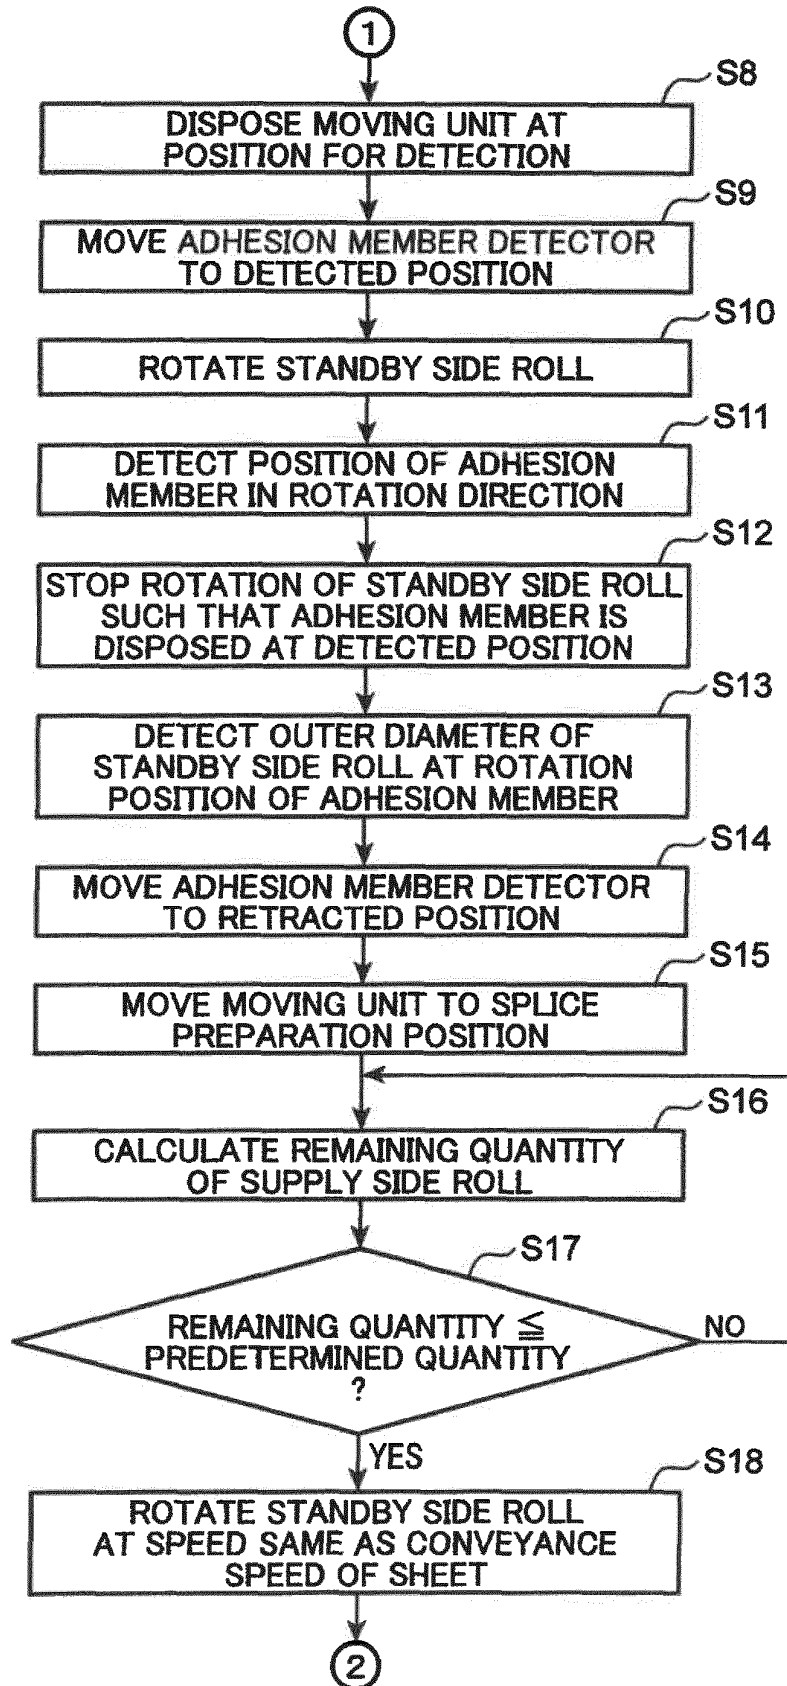 1
S8
DISPOSE MOVING UNIT AT
POSITION FOR DETECTION
S9
MOVE ADHESION MEMBER DETECTOR
TO DETECTED POSITION
S10
ROTATE STANDBY SIDE ROLL
S11
DETECT POSITION OF ADHESION
MEMBER IN ROTATION DIRECTION
S12
STOP ROTATION OF STANDBY SIDE ROLL
SUCH THAT ADHESION MEMBER IS
DISPOSED AT DETECTED POSITION
S13
DETECT OUTER DIAMETER OF
STANDBY SIDE ROLL AT ROTATION
POSITION OF ADHESION MEMBER
S14
MOVE ADHESION MEMBER DETECTOR
TO RETRACTED POSITION
S15
MOVE MOVING UNIT TO SPLICE
PREPARATION POSITION
S16
CALCULATE REMAINING QUANTITY
OF SUPPLY SIDE ROLL
S17
REMAINING QUANTITY ≦
PREDETERMINED QUANTITY
?
NO
YES
S18
ROTATE STANDBY SIDE ROLL
AT SPEED SAME AS CONVEYANCE
SPEED OF SHEET
2